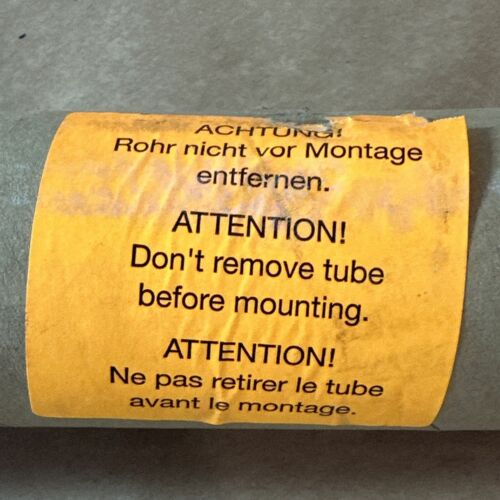 ACHTUNG!
Rohr nicht vor Montage
entfernen.
ATTENTION!
Don't remove tube
before mounting.
ATTENTION!
Ne pas retirer le tube
avant le montage.